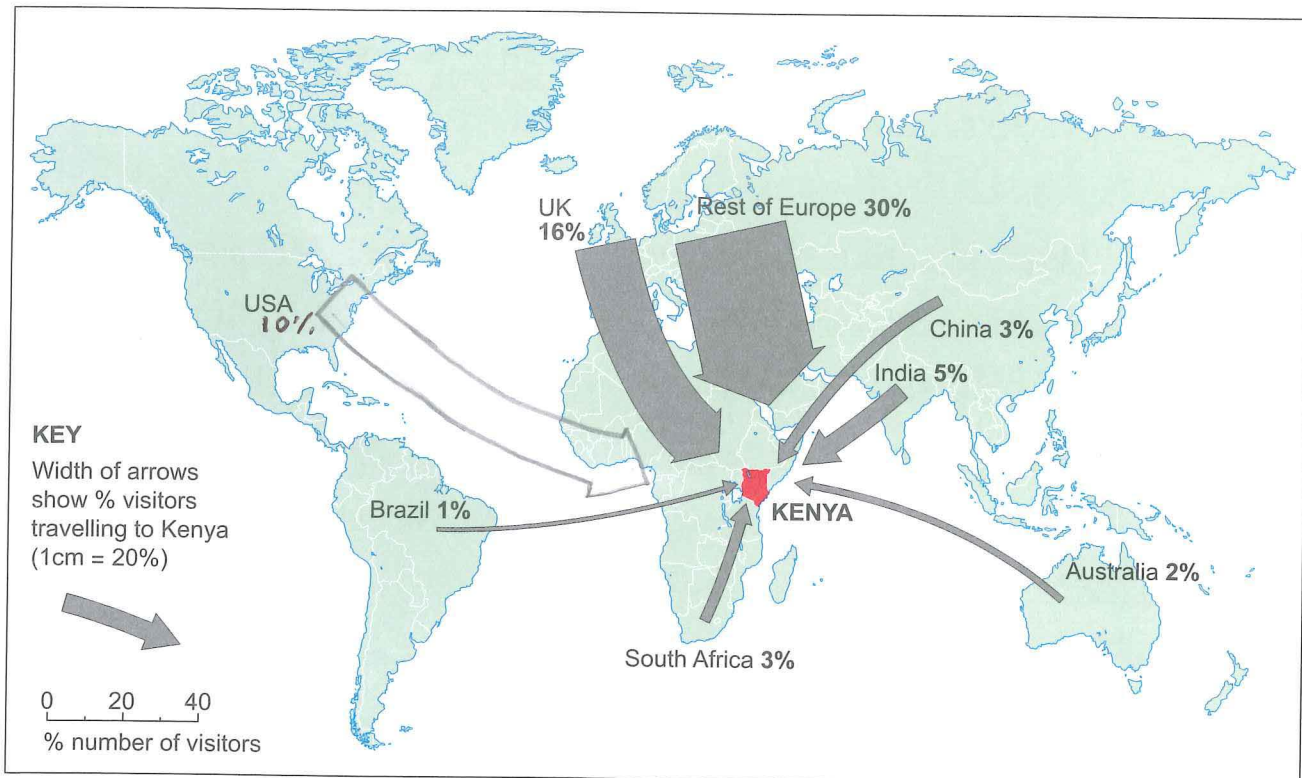 UK
16%
Rest of Europe 30%
USA
10%
China 3%
India 5%
KEY
Width of arrows
show % visitors
travelling to Kenya
(1cm = 20%)
Brazil 1%
KENYA
Australia 2%
South Africa 3%
0 20 40
% number of visitors